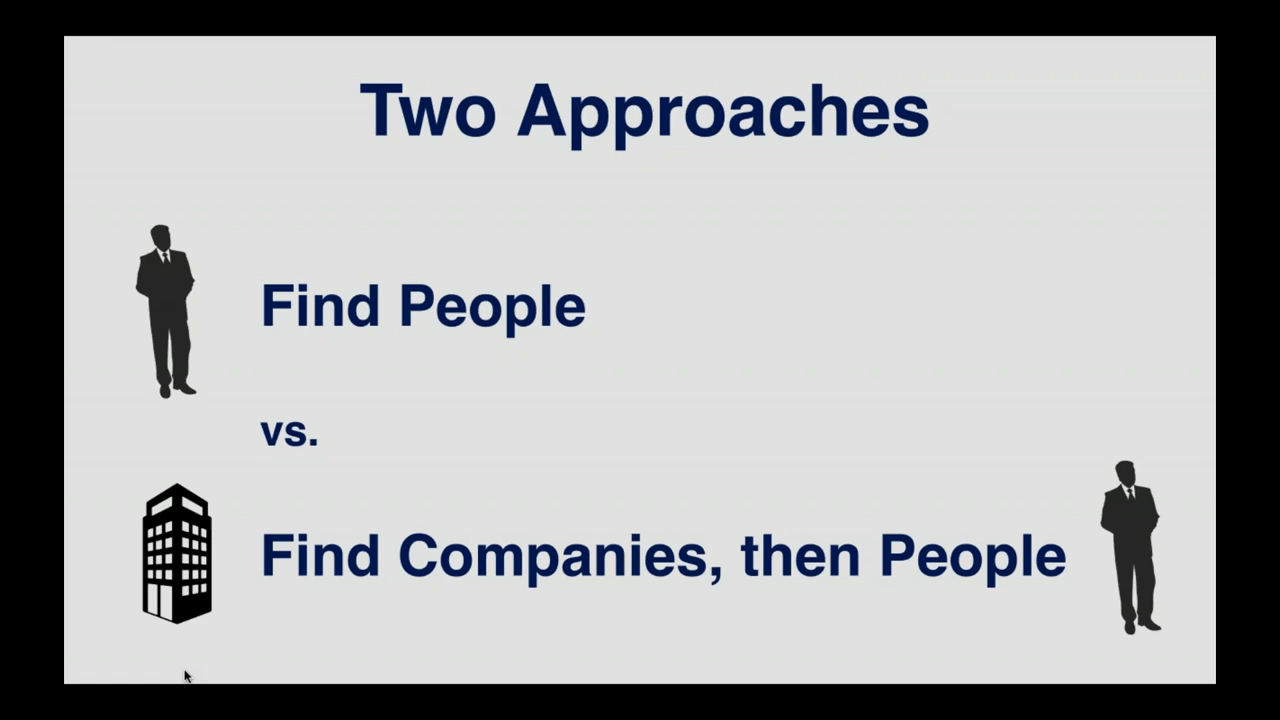 Two Approaches
Find People
vs.
Find Companies, then People